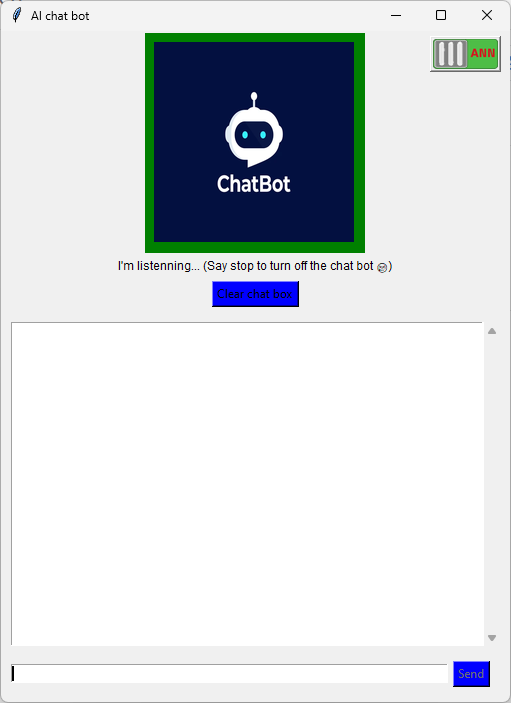 AI chat bot
ANN
ChatBot
I'm listenning... (Say stop to turn off the chat bot 😅)
Clear chat box
Send